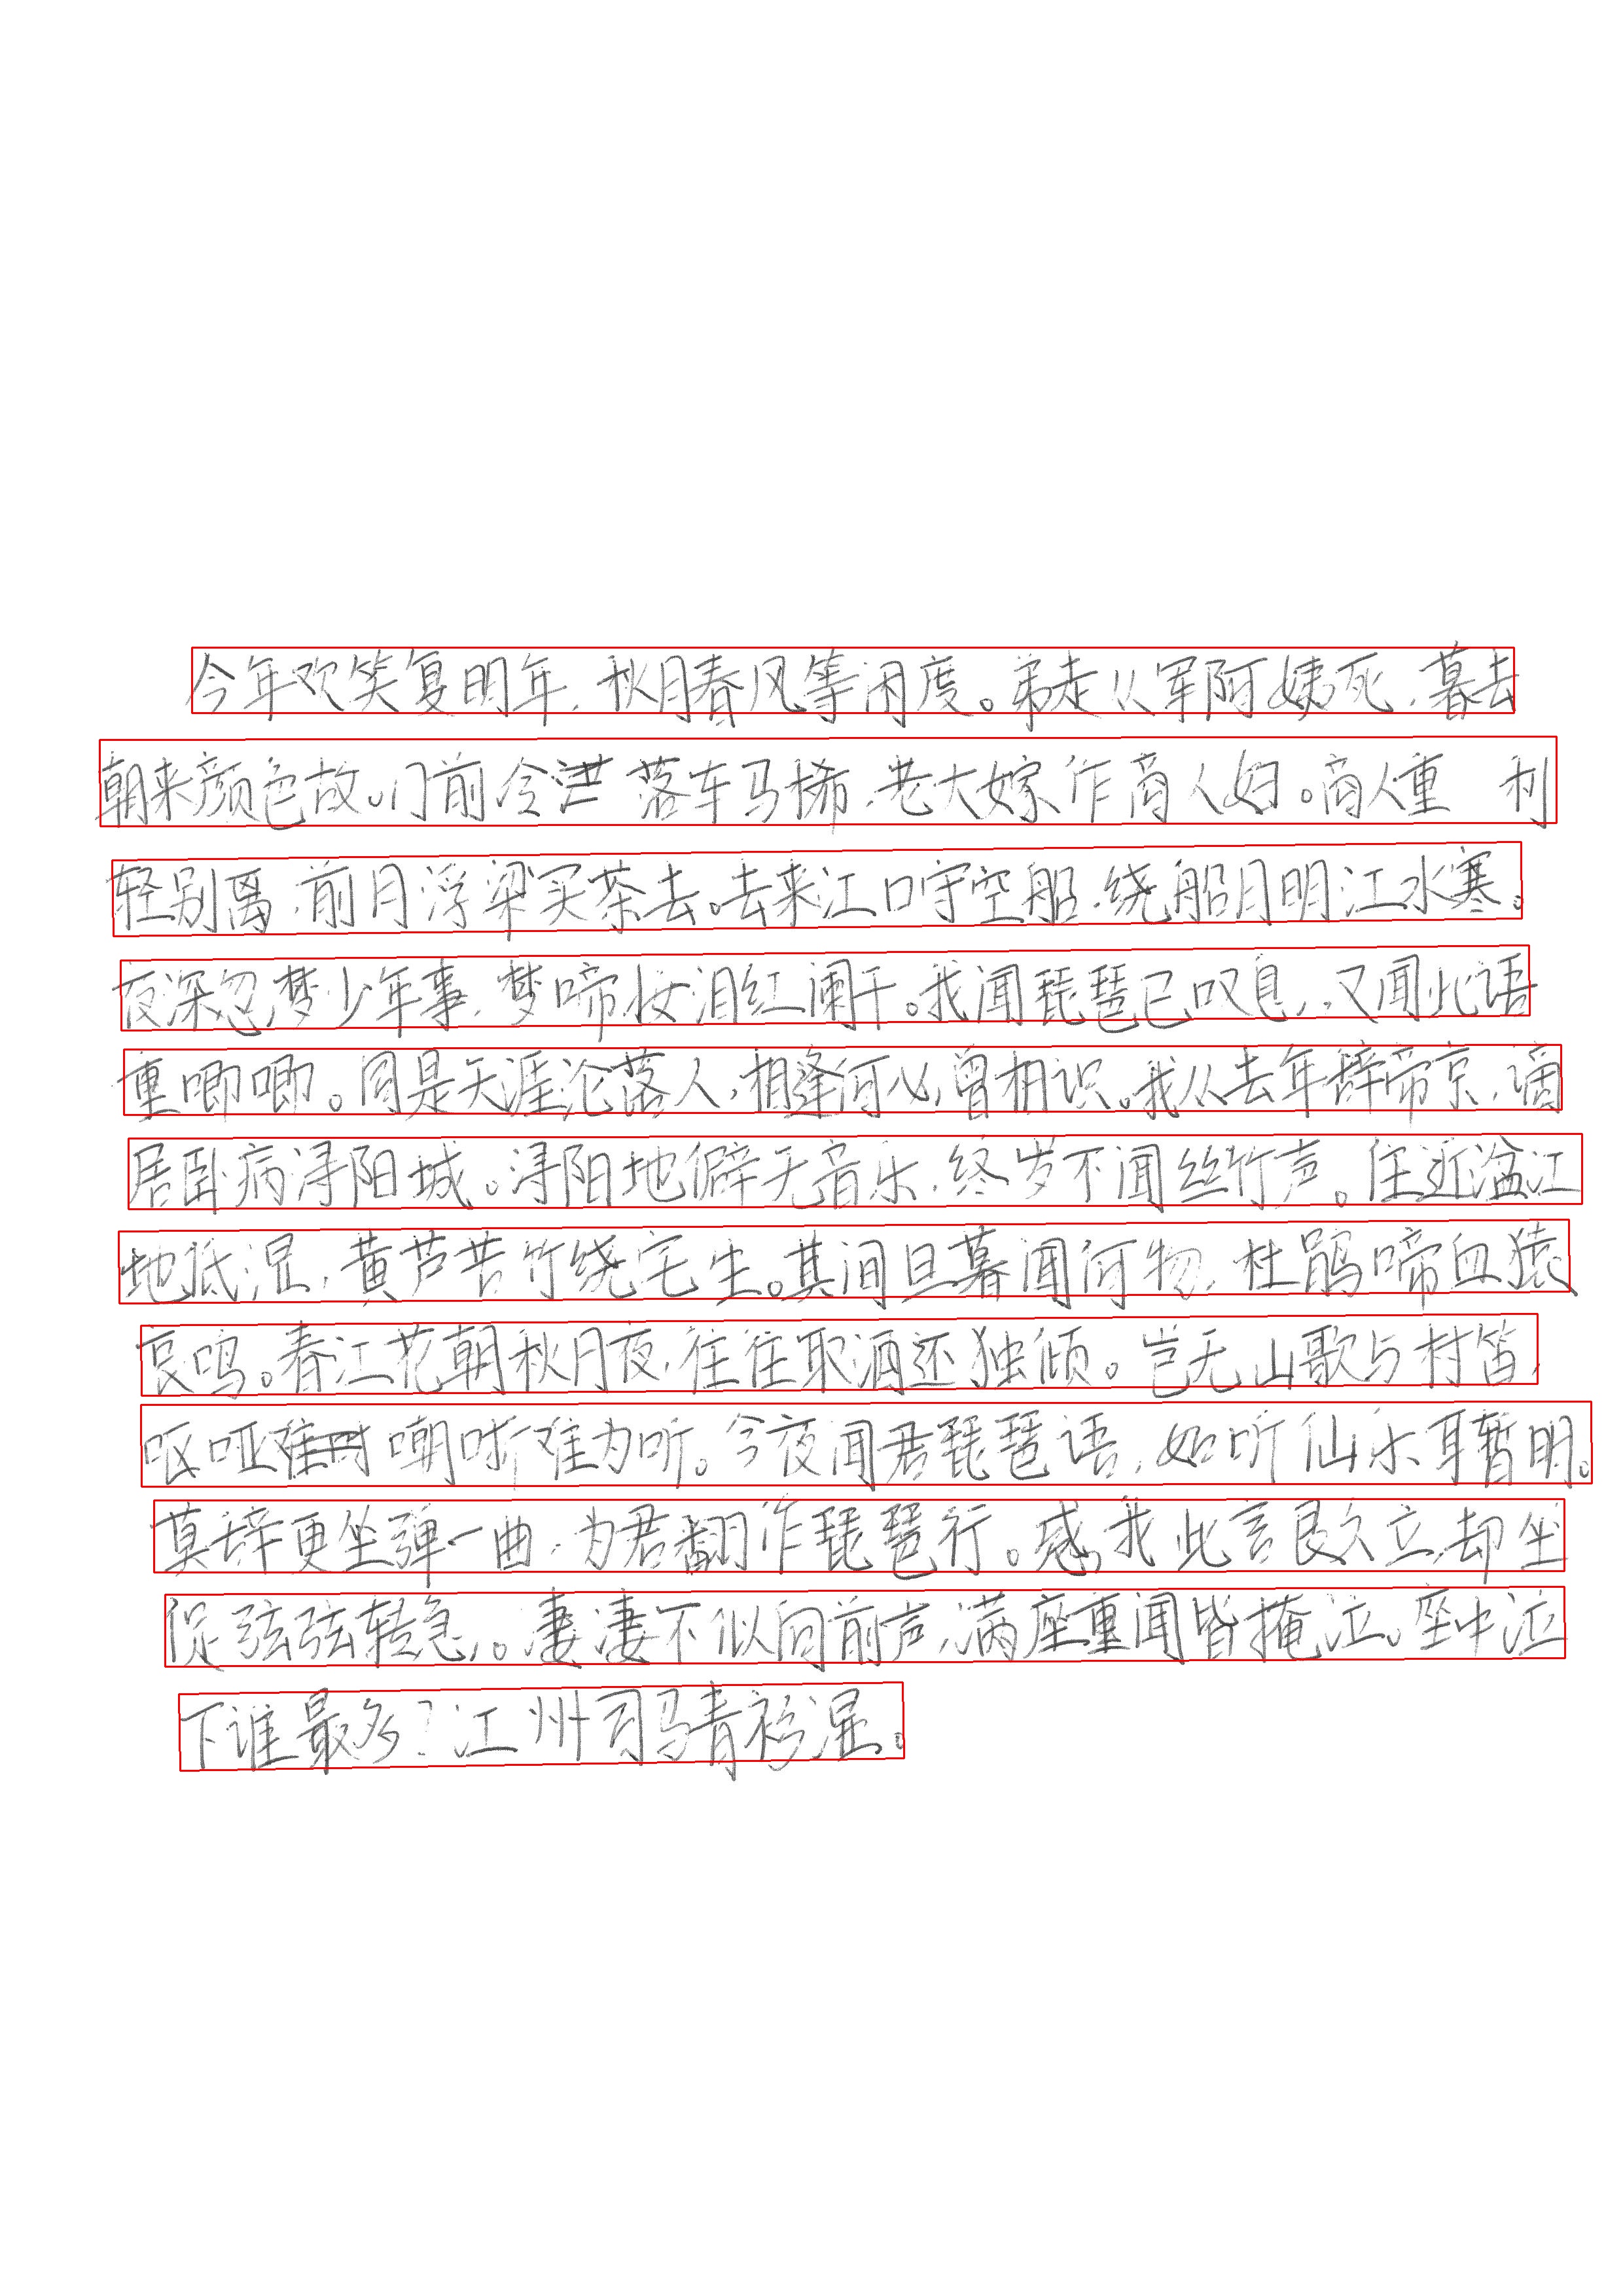 今年欢笑复明年，秋月春风等闲度。弟走从军阿姨死，暮去
朝来颜色故。门前冷落车马稀，老大嫁作商人妇。商人重 利
轻别离，前月浮梁买茶去。去来江口守空船，绕船月明江水寒。
夜深忽梦少年事，梦啼妆泪红阑干。我闻琵琶已叹息，又闻此语
重唧唧。同是天涯沦落人，相逢何必曾相识。我从去年辞帝京，谪
居卧病浔阳城。浔阳地僻无音乐，终岁不闻丝竹声。住近湓江
地低湿，黄芦苦竹绕宅生。其间旦暮闻何物，杜鹃啼血猿
哀鸣。春江花朝秋月夜，往往取酒还独倾。岂无山歌与村笛，
呕哑嘲哳难为听。今夜闻君琵琶语，如听仙乐耳暂明。
莫辞更坐弹一曲，为君翻作琵琶行。感我此言良久立，却坐
促弦弦转急。凄凄不似向前声，满座重闻皆掩泣。座中泣
下谁最多？江州司马青衫湿。